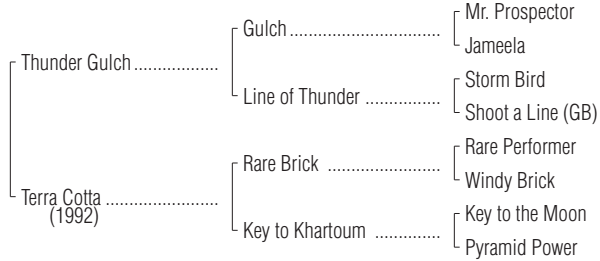 Mr. Prospector
Gulch..................................
Jameela
Thunder Gulch...................
Storm Bird
Line of Thunder .................
Shoot a Line (GB)
Rare Performer
Rare Brick .........................
Windy Brick
Terra Cotta .........................
(1992)
Key to the Moon
Key to Khartoum ...............
Pyramid Power